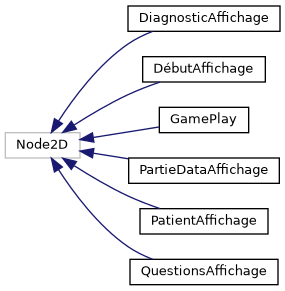 DiagnosticAffichage
DébutAffichage
GamePlay
Node2D
PartieDataAffichage
PatientAffichage
QuestionsAffichage